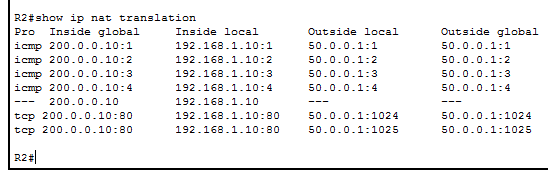 R2#show ip nat translation
Pro  Inside global     Inside local       Outside local      Outside global
icmp 200.0.0.10:1      192.168.1.10:1     50.0.0.1:1         50.0.0.1:1
icmp 200.0.0.10:2      192.168.1.10:2     50.0.0.1:2         50.0.0.1:2
icmp 200.0.0.10:3      192.168.1.10:3     50.0.0.1:3         50.0.0.1:3
icmp 200.0.0.10:4      192.168.1.10:4     50.0.0.1:4         50.0.0.1:4
---  200.0.0.10        192.168.1.10       ---                ---
tcp 200.0.0.10:80      192.168.1.10:80    50.0.0.1:1024      50.0.0.1:1024
tcp 200.0.0.10:80      192.168.1.10:80    50.0.0.1:1025      50.0.0.1:1025
R2#